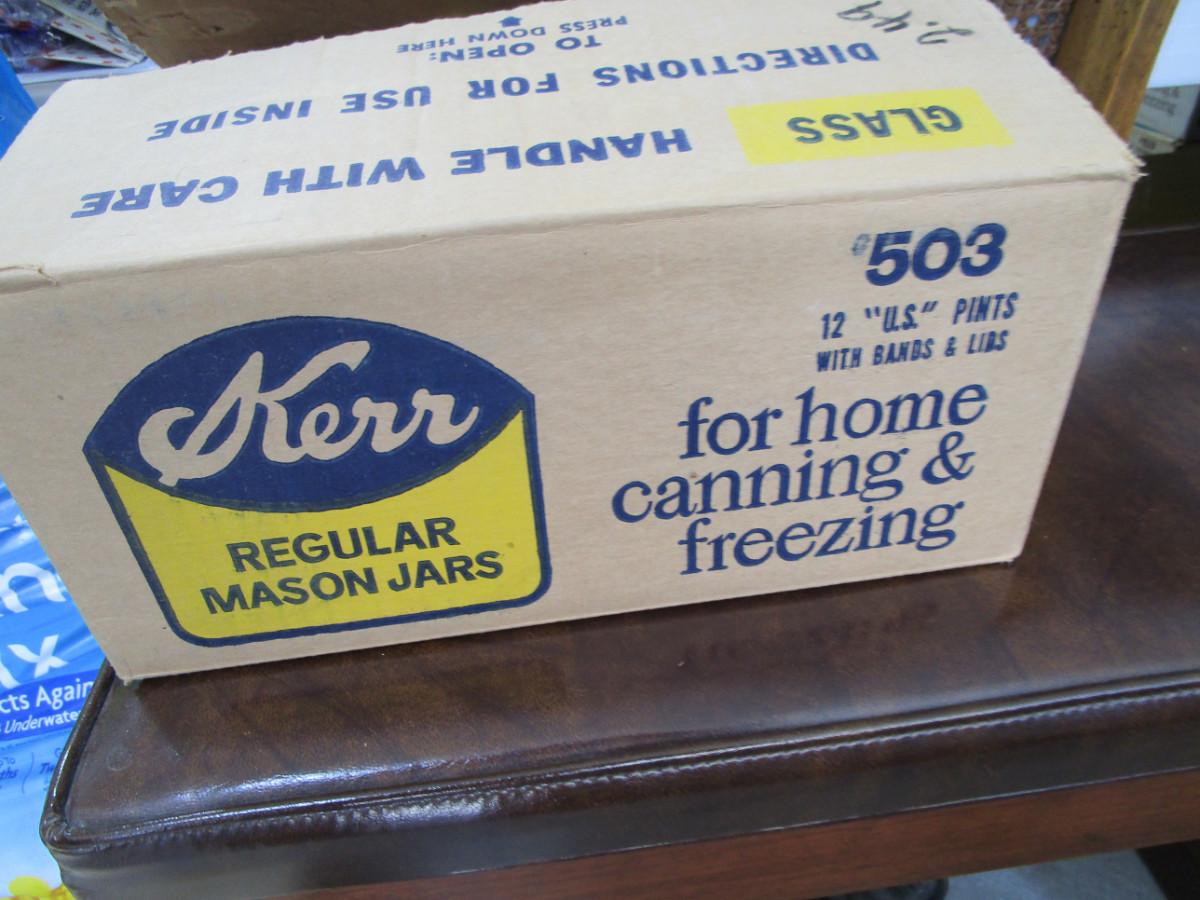 2.49
PRESS DOWN HERE
TO OPEN:
DIRECTIONS FOR USE INSIDE
GLASS
HANDLE WITH CARE
#503
12 "U.S." PINTS
WITH BANDS & LIDS
Kerr
REGULAR
MASON JARS
for home
canning &
freezing
Underwater